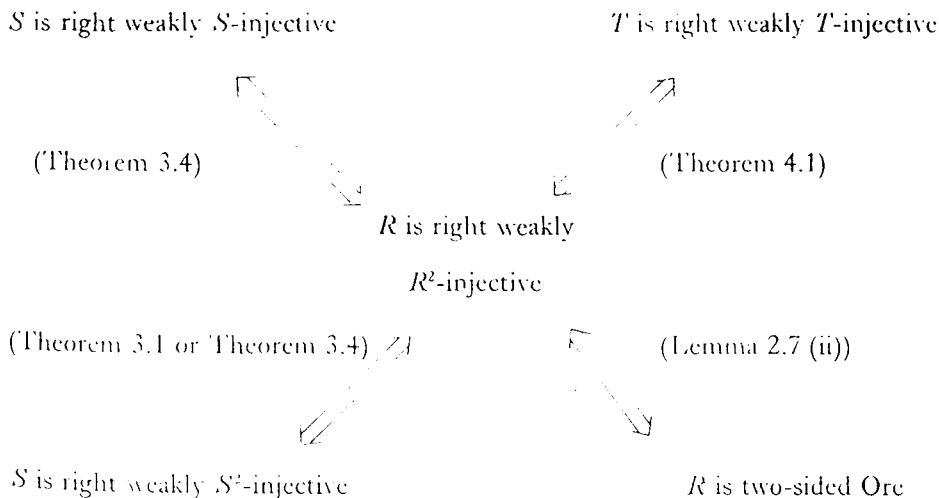 S is right weakly S-injective
T is right weakly T-injective
(Theorem 3.4)
(Theorem 4.1)
R is right weakly
R²-injective
(Theorem 3.1 or Theorem 3.4)
(Lemma 2.7 (ii))
S is right weakly S²-injective
R is two-sided Ore